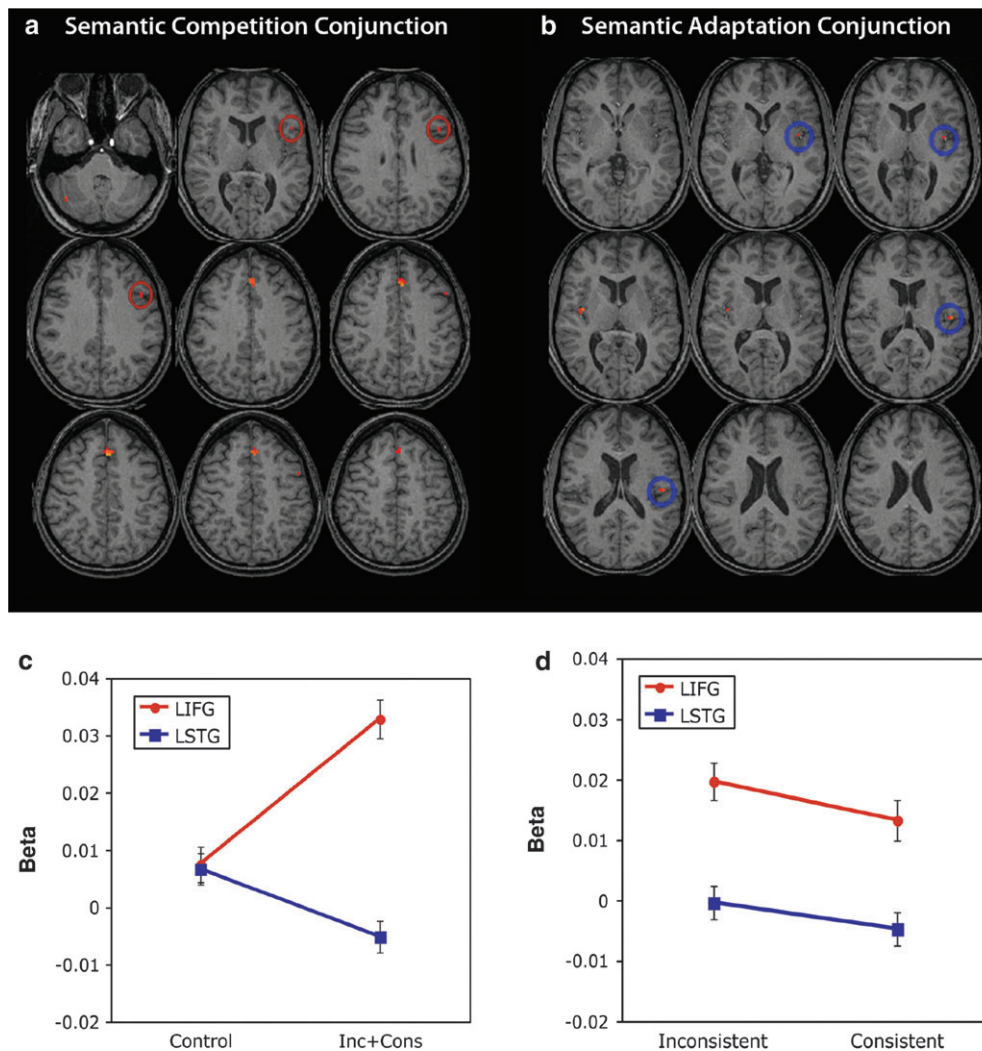 a Semantic Competition Conjunction
b Semantic Adaptation Conjunction
c
0.04
0.03
0.02
0.01
0
-0.01
-0.02
Beta
LIFG
LSTG
Control
Inc+Cons
d
0.04
0.03
0.02
0.01
0
-0.01
-0.02
Beta
LIFG
LSTG
Inconsistent
Consistent